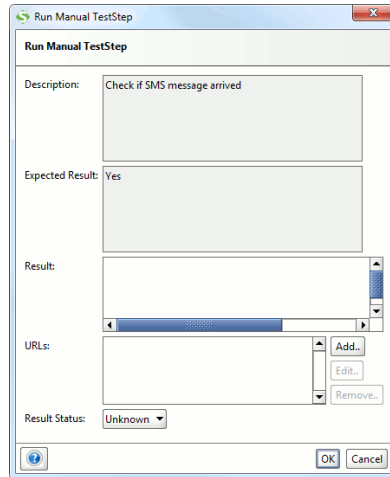 Run Manual TestStep
Run Manual TestStep
Description: Check if SMS message arrived
Expected Result: Yes
Result:
URLs:
Add..
Edit..
Remove..
Result Status: Unknown
OK Cancel